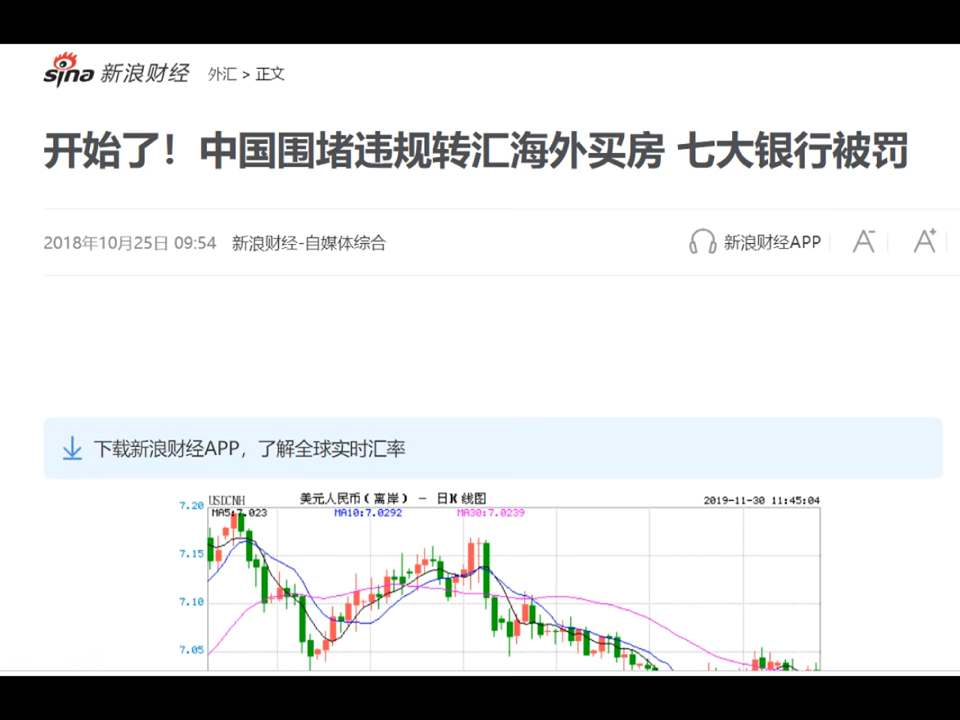 sina 新浪财经 外汇 > 正文
开始了！中国围堵违规转汇海外买房 七大银行被罚
2018年10月25日 09:54 新浪财经-自媒体综合 新浪财经APP A- A+
下载新浪财经APP，了解全球实时汇率
USDCNH 美元人民币（离岸）－ 日K线图 2019-11-30 11:45:04
MA5:7.023 MA10:7.0292 MA30:7.0239
7.20
7.15
7.10
7.05